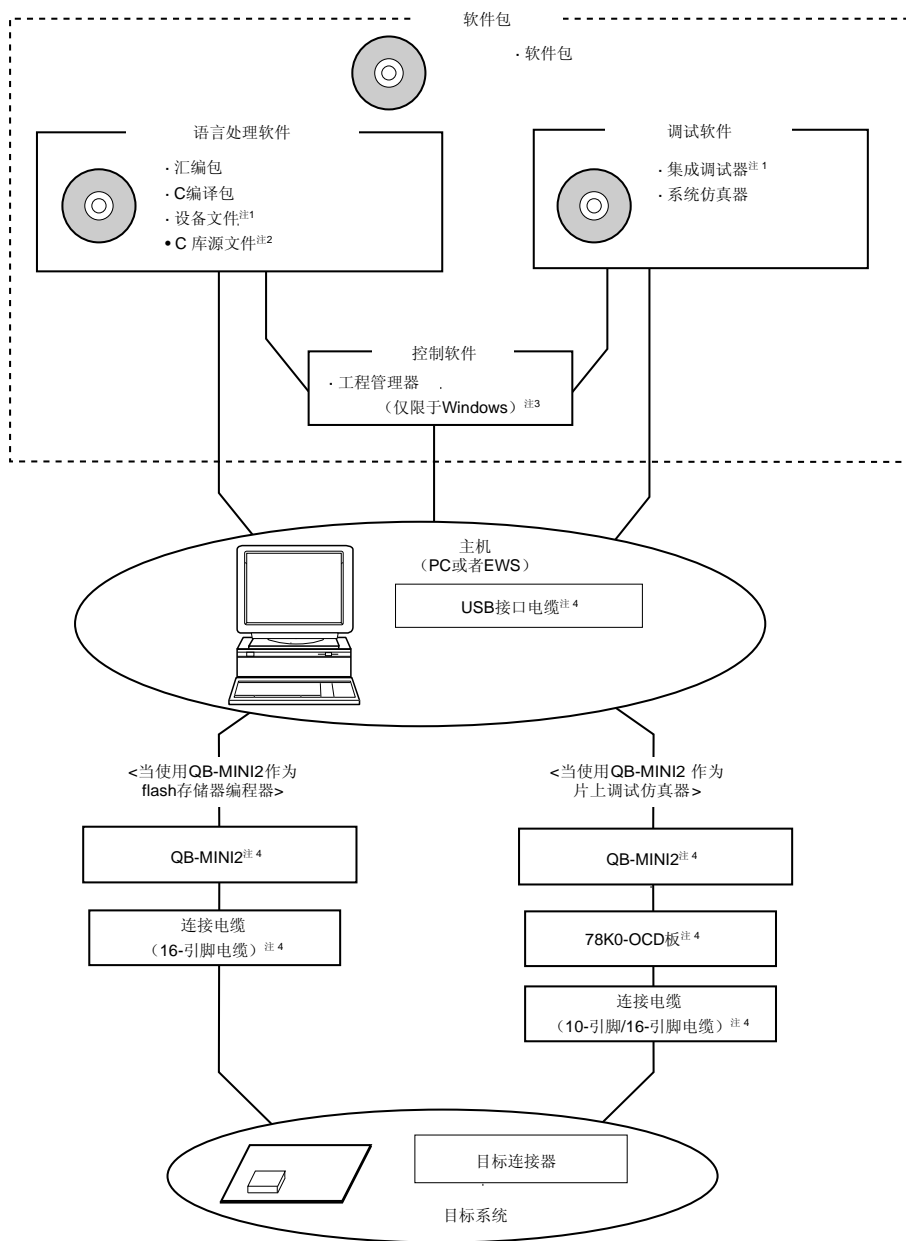 软件包
· 软件包
语言处理软件
· 汇编包
· C编译包
· 设备文件注1
• C 库源文件注2
调试软件
· 集成调试器注 1
· 系统仿真器
控制软件
· 工程管理器
（仅限于Windows）注3
主机
（PC或者EWS）
USB接口电缆注 4
<当使用QB-MINI2作为
flash存储器编程器>
QB-MINI2注 4
连接电缆
（16-引脚电缆）注 4
<当使用QB-MINI2 作为
片上调试仿真器>
QB-MINI2注 4
78K0-OCD板注 4
连接电缆
（10-引脚/16-引脚电缆）注 4
目标连接器
目标系统